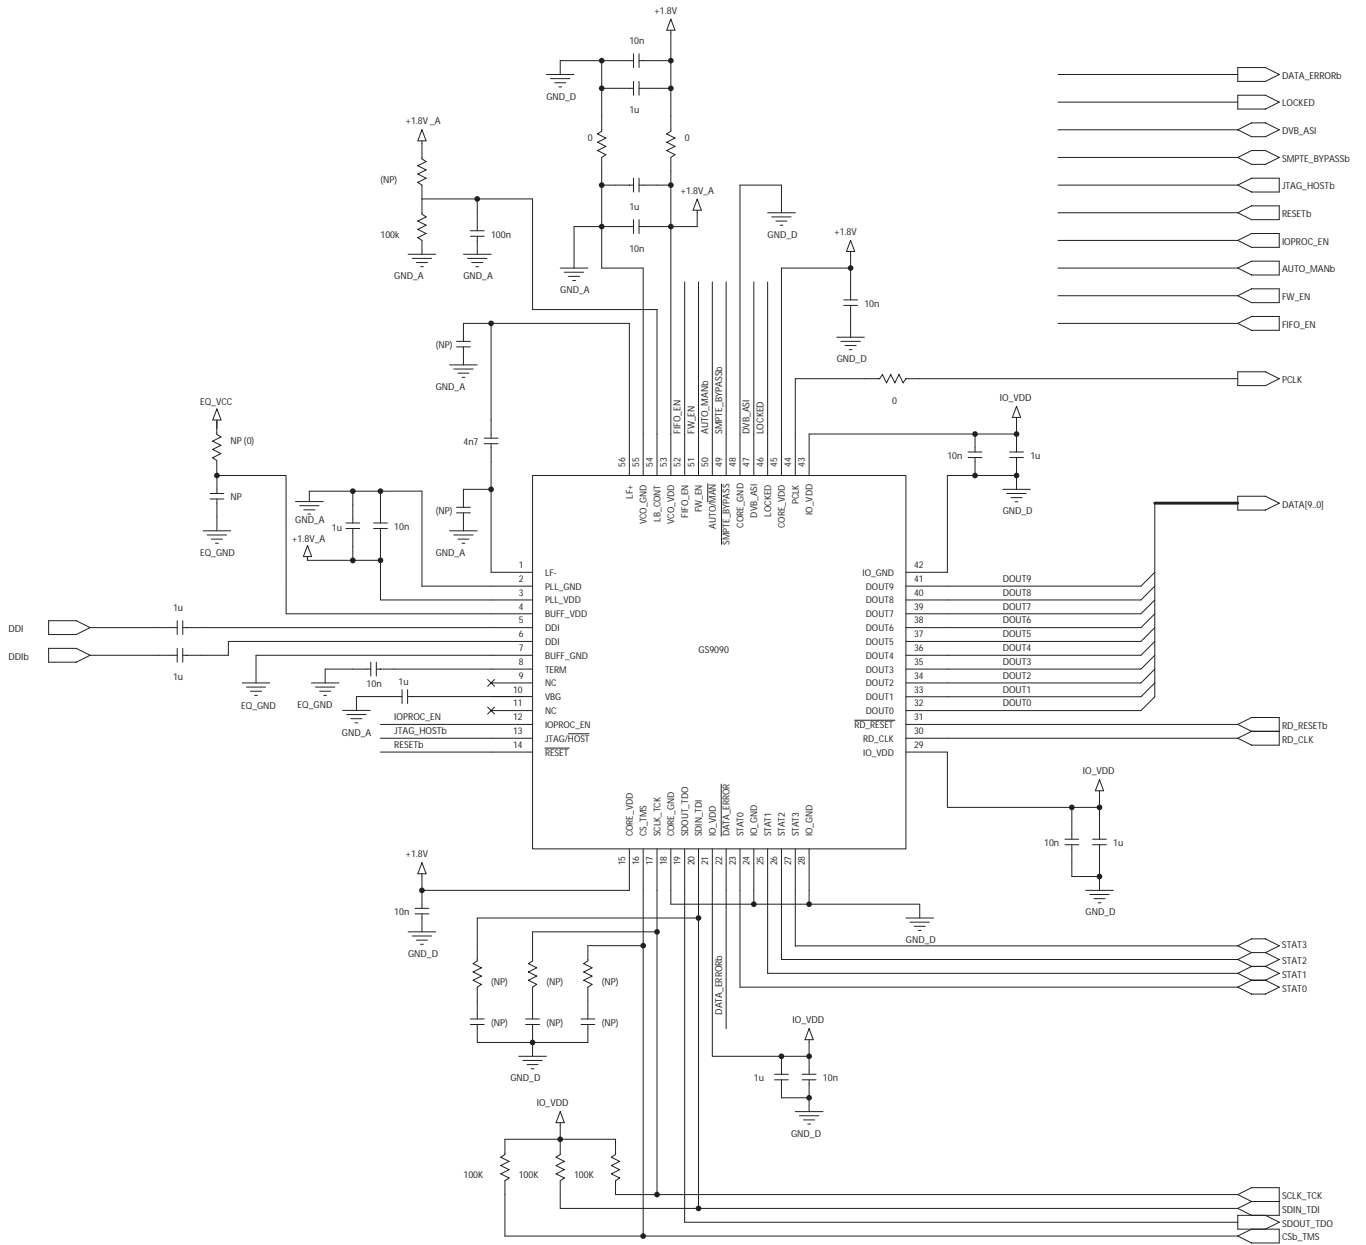 +1.8V
10n
GND_D
1u
0
0
1u
10n
+1.8V_A
GND_A
+1.8V_A
(NP)
100k
100n
GND_A
GND_A
GND_D
+1.8V
10n
GND_D
DATA_ERRORb
LOCKED
DVB_ASI
SMPTE_BYPASSb
JTAG_HOSTb
RESETb
IOPROC_EN
AUTO_MANb
FW_EN
FIFO_EN
0
PCLK
(NP)
GND_A
4n7
(NP)
GND_A
EQ_VCC
NP (0)
NP
EQ_GND
GND_A
1u
10n
+1.8V_A
FIFO_EN
FW_EN
AUTO_MANb
SMPTE_BYPASSb
DVB_ASI
LOCKED
56
55
54
53
52
51
50
49
48
47
46
45
44
43
LF+
VCO_GND
LB_CONT
VCO_VDD
FIFO_EN
FW_EN
AUTO/MAN
SMPTE_BYPASS
CORE_GND
DVB_ASI
LOCKED
CORE_VDD
PCLK
IO_VDD
IO_VDD
10n
1u
GND_D
DATA[9..0]
1
LF-
2
PLL_GND
3
PLL_VDD
4
BUFF_VDD
5
DDI
6
DDI
7
BUFF_GND
8
TERM
9
NC
10
VBG
11
NC
12
IOPROC_EN
13
JTAG/HOST
14
RESET
DDI
1u
DDIb
1u
EQ_GND
EQ_GND
10n
1u
GND_A
IOPROC_EN
JTAG_HOSTb
RESETb
GS9090
IO_GND
42
DOUT9
41
DOUT9
DOUT8
40
DOUT8
DOUT7
39
DOUT7
DOUT6
38
DOUT6
DOUT5
37
DOUT5
DOUT4
36
DOUT4
DOUT3
35
DOUT3
DOUT2
34
DOUT2
DOUT1
33
DOUT1
DOUT0
32
DOUT0
RD_RESET
31
RD_RESETb
RD_CLK
30
RD_CLK
IO_VDD
29
IO_VDD
10n
1u
GND_D
CORE_VDD
CS_TMS
SCLK_TCK
CORE_GND
SDOUT_TDO
SDIN_TDI
IO_VDD
DATA_ERROR
STAT0
IO_GND
STAT1
STAT2
STAT3
IO_GND
15
16
17
18
19
20
21
22
23
24
25
26
27
28
+1.8V
10n
GND_D
GND_D
STAT3
STAT2
STAT1
STAT0
DATA_ERRORb
(NP)
(NP)
(NP)
(NP)
(NP)
(NP)
GND_D
IO_VDD
1u
10n
GND_D
IO_VDD
100K
100K
100K
SCLK_TCK
SDIN_TDI
SDOUT_TDO
CSb_TMS